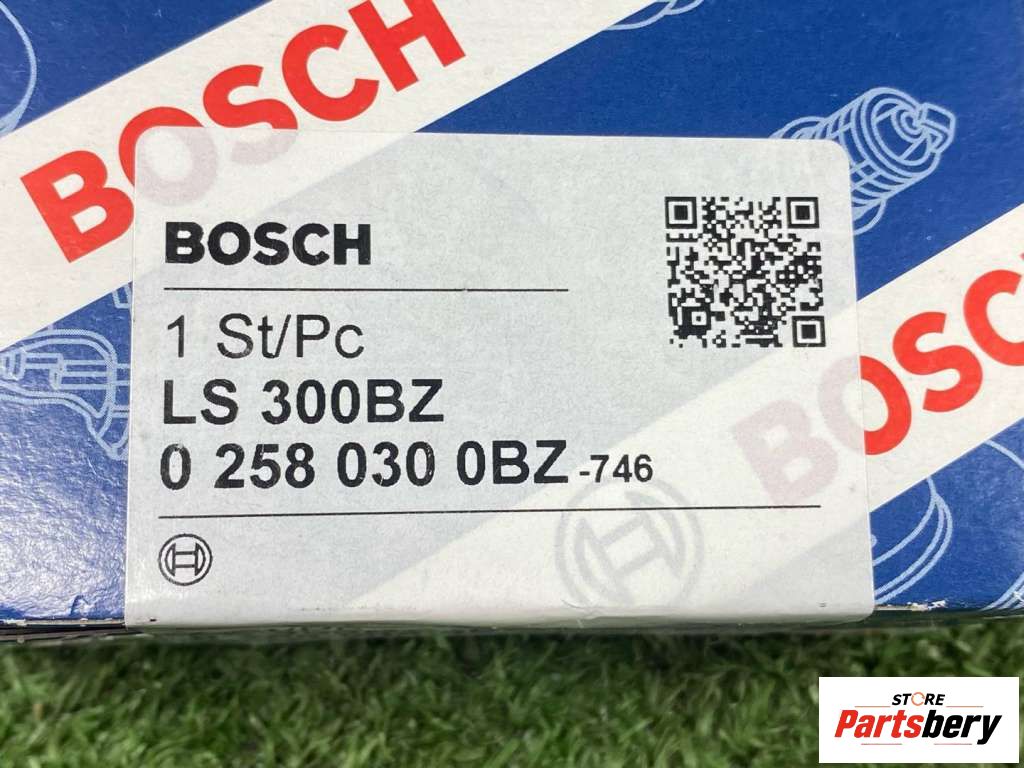 BOSCH
BOSCH
BOSCH
1 St/Pc
LS 300BZ
0 258 030 0BZ -746
STORE
Partsbery